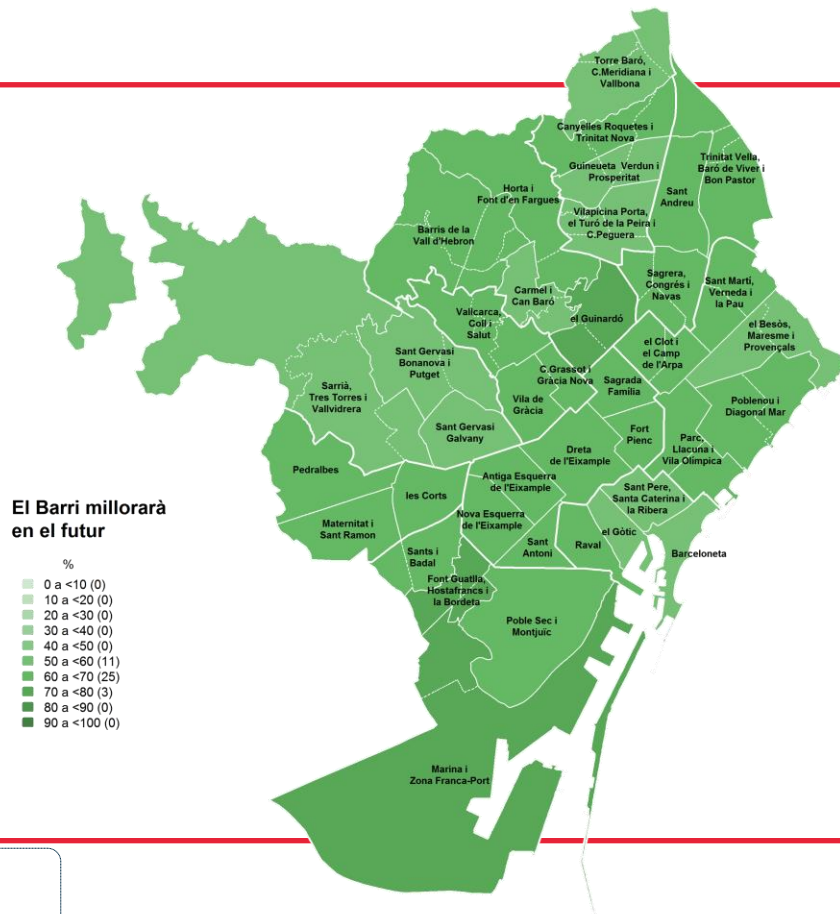 Torre Baró,
C.Meridiana i
Vallbona
Canyelles Roquetes i
Trinitat Nova
Guineueta Verdun i
Prosperitat
Trinitat Vella,
Baró de Viver i
Bon Pastor
Sant
Andreu
Horta i
Font d'en Fargues
Vilapicina Porta,
el Turó de la Peira i
C.Peguera
Barris de la
Vall d'Hebron
Sagrera,
Congrés i
Navas
Sant Martí,
Verneda i
la Pau
Carmel i
Can Baró
Vallcarca,
Coll i
Salut
el Guinardó
el Besòs,
Maresme i
Provençals
el Clot i
el Camp
de l'Arpa
Sant Gervasi
Bonanova i
Putget
C.Grassot i
Gràcia Nova
Sagrada
Família
Sarrià,
Tres Torres i
Vallvidrera
Vila de
Gràcia
Poblenou i
Diagonal Mar
Sant Gervasi
Galvany
Fort
Pienc
Parc,
Llacuna i
Vila Olímpica
Dreta
de l'Eixample
Pedralbes
Antiga Esquerra
de l'Eixample
Sant Pere,
Santa Caterina i
la Ribera
les Corts
Nova Esquerra
de l'Eixample
Maternitat i
Sant Ramon
el Gòtic
Sant
Antoni
Raval
Barceloneta
Sants i
Badal
Font Guatlla,
Hostafrancs i
la Bordeta
Poble Sec i
Montjuïc
Marina i
Zona Franca-Port
El Barri millorarà
en el futur
%
0 a <10 (0)
10 a <20 (0)
20 a <30 (0)
30 a <40 (0)
40 a <50 (0)
50 a <60 (11)
60 a <70 (25)
70 a <80 (3)
80 a <90 (0)
90 a <100 (0)